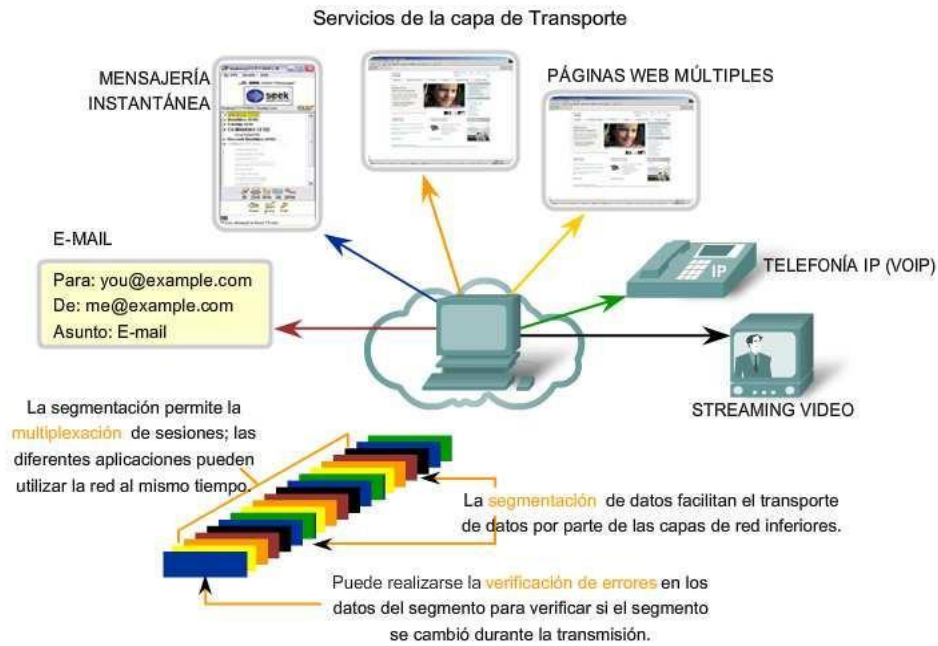 Servicios de la capa de Transporte
MENSAJERÍA
INSTANTÁNEA
seek
PÁGINAS WEB MÚLTIPLES
E-MAIL
Para: you@example.com
De: me@example.com
Asunto: E-mail
IP
TELEFONÍA IP (VOIP)
STREAMING VIDEO
La segmentación permite la
multiplexación de sesiones; las
diferentes aplicaciones pueden
utilizar la red al mismo tiempo.
La segmentación de datos facilitan el transporte
de datos por parte de las capas de red inferiores.
Puede realizarse la verificación de errores en los
datos del segmento para verificar si el segmento
se cambió durante la transmisión.